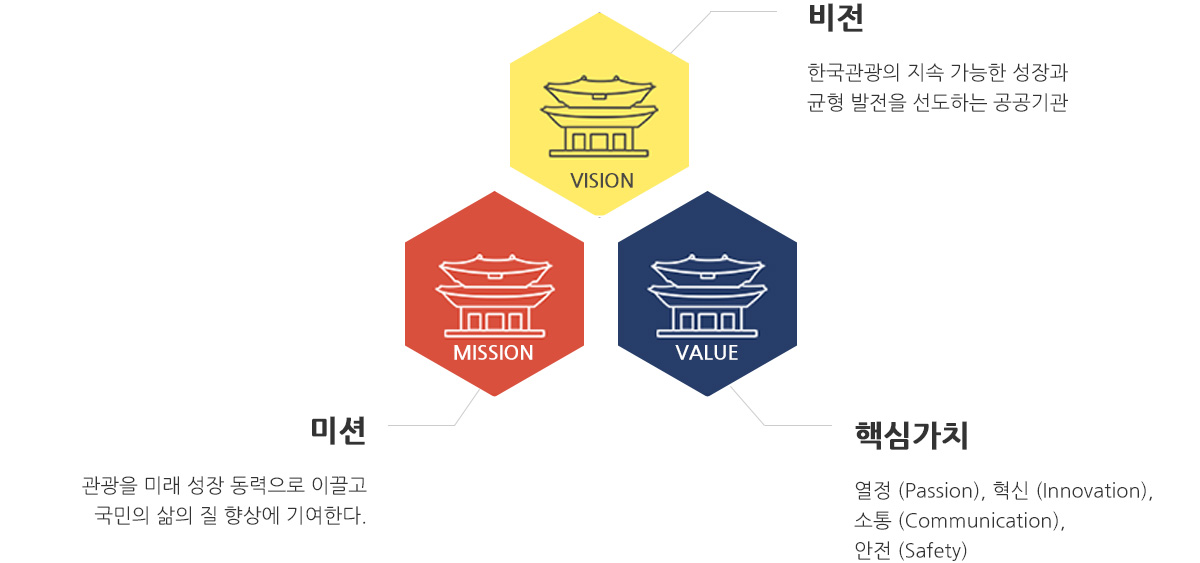 비전
한국관광의 지속 가능한 성장과
균형 발전을 선도하는 공공기관
VISION
MISSION
VALUE
미션
관광을 미래 성장 동력으로 이끌고
국민의 삶의 질 향상에 기여한다.
핵심가치
열정 (Passion), 혁신 (Innovation),
소통 (Communication),
안전 (Safety)